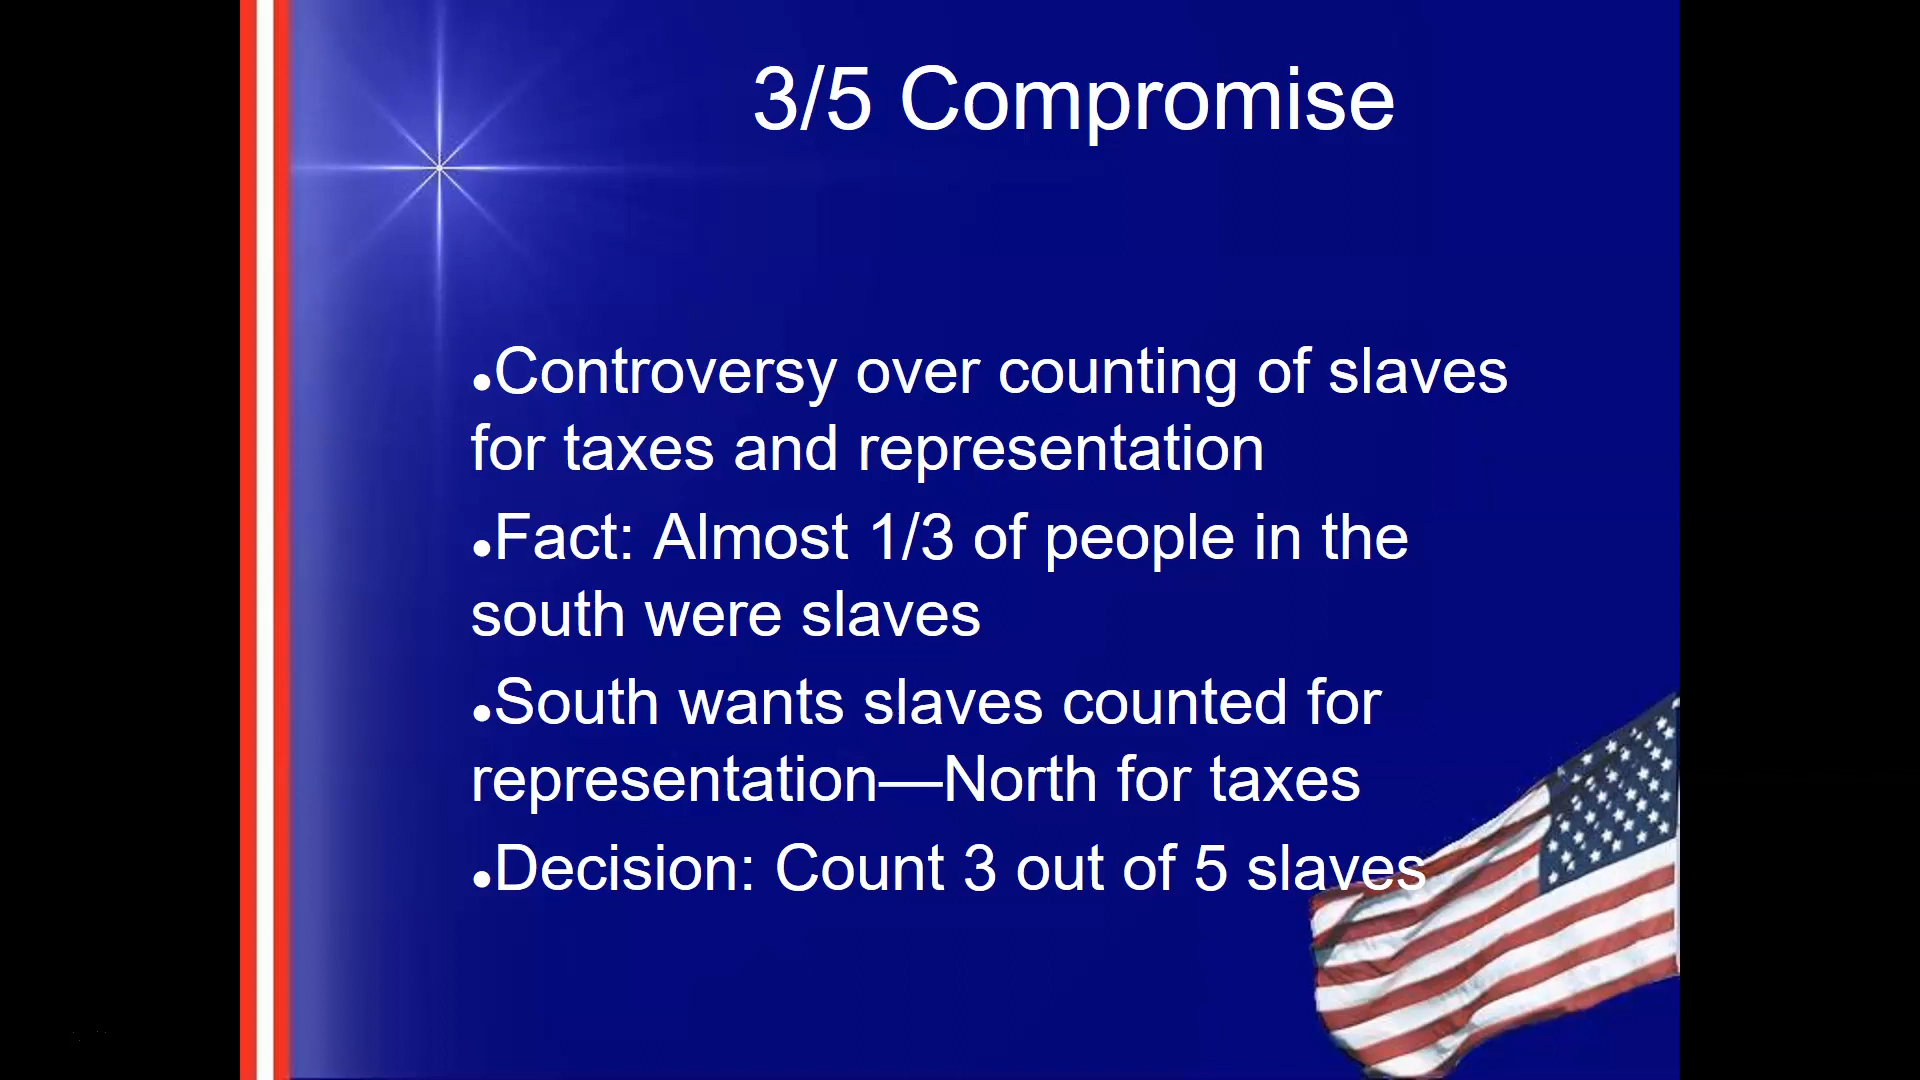 3/5 Compromise
•Controversy over counting of slaves
for taxes and representation
•Fact: Almost 1/3 of people in the
south were slaves
•South wants slaves counted for
representation—North for taxes
•Decision: Count 3 out of 5 slaves